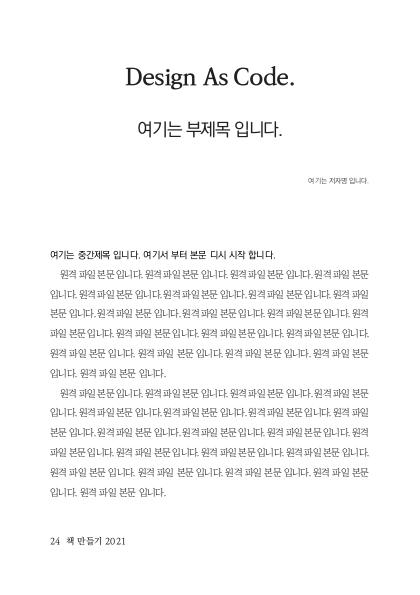 Design As Code.
여기는 부제목 입니다.
여기는 저자명 입니다.
여기는 중간제목 입니다. 여기서 부터 본문 디시 시작 합니다.
원격 파일 본문 입니다. 원격 파일 본문 입니다. 원격 파일 본문 입니다. 원격 파일 본문
입니다. 원격 파일 본문 입니다. 원격 파일 본문 입니다. 원격 파일 본문 입니다. 원격 파일
본문 입니다. 원격 파일 본문 입니다. 원격 파일 본문 입니다. 원격 파일 본문 입니다. 원격
파일 본문 입니다. 원격 파일 본문 입니다. 원격 파일 본문 입니다. 원격 파일 본문 입니다.
원격 파일 본문 입니다. 원격 파일 본문 입니다. 원격 파일 본문 입니다. 원격 파일 본문
입니다. 원격 파일 본문 입니다.
원격 파일 본문 입니다. 원격 파일 본문 입니다. 원격 파일 본문 입니다. 원격 파일 본문
입니다. 원격 파일 본문 입니다. 원격 파일 본문 입니다. 원격 파일 본문 입니다. 원격 파일
본문 입니다. 원격 파일 본문 입니다. 원격 파일 본문 입니다. 원격 파일 본문 입니다. 원격
파일 본문 입니다. 원격 파일 본문 입니다. 원격 파일 본문 입니다. 원격 파일 본문 입니다.
원격 파일 본문 입니다. 원격 파일 본문 입니다. 원격 파일 본문 입니다. 원격 파일 본문
입니다. 원격 파일 본문 입니다.
24 책 만들기 2021